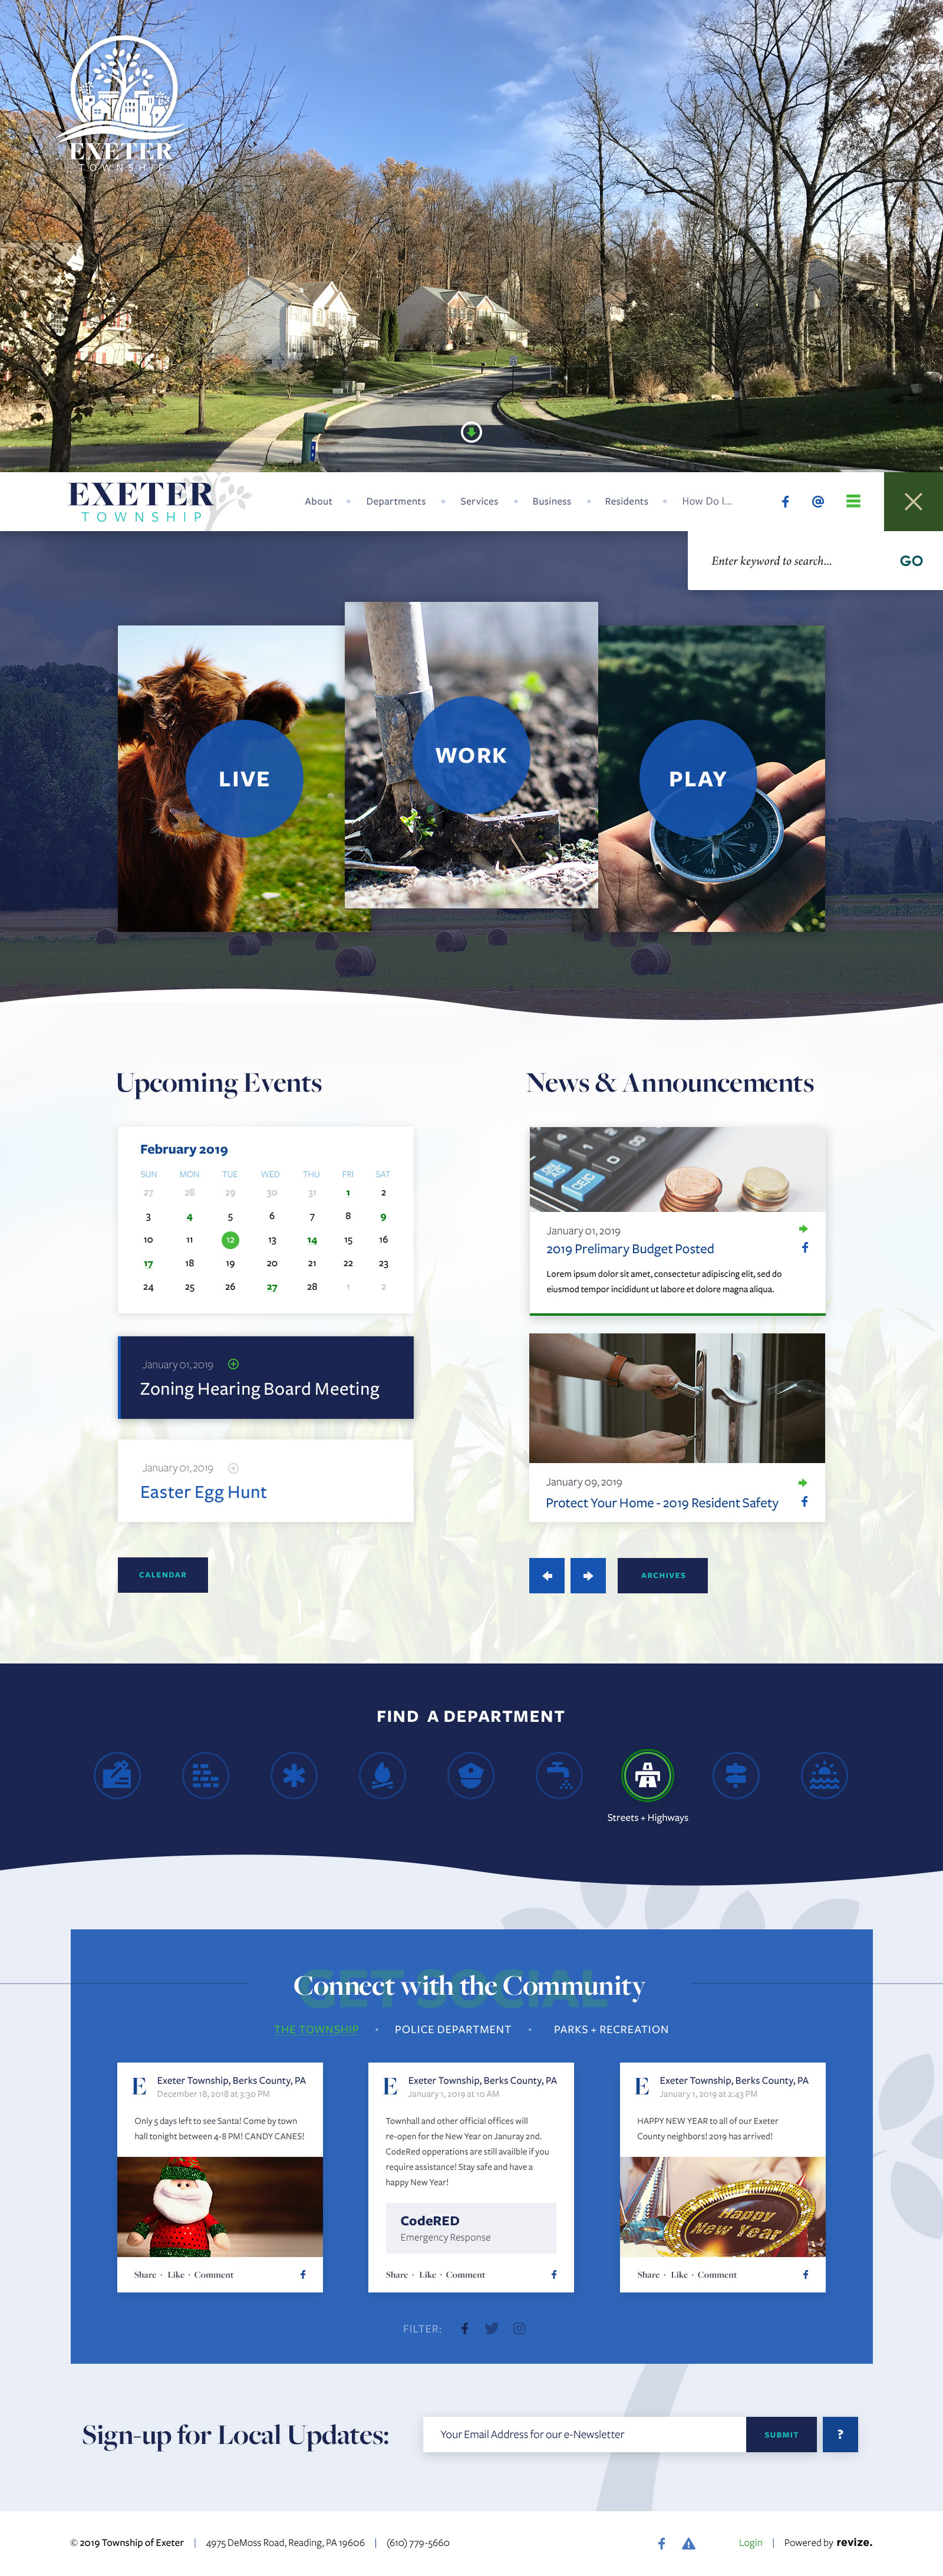 EXETER
TOWNSHIP
EXETER
TOWNSHIP
About • Departments • Services • Business • Residents • How Do I...
@
Enter keyword to search... GO
LIVE
WORK
PLAY
S
SW
W
NW
N
Upcoming Events
February 2019
SUN MON TUE WED THU FRI SAT
27 28 29 30 31 1 2
3 4 5 6 7 8 9
10 11 12 13 14 15 16
17 18 19 20 21 22 23
24 25 26 27 28 1 2
January 01, 2019
Zoning Hearing Board Meeting
January 01, 2019
Easter Egg Hunt
CALENDAR
News & Announcements
January 01, 2019
2019 Prelimary Budget Posted
Lorem ipsum dolor sit amet, consectetur adipiscing elit, sed do
eiusmod tempor incididunt ut labore et dolore magna aliqua.
January 09, 2019
Protect Your Home - 2019 Resident Safety
ARCHIVES
FIND A DEPARTMENT
Streets + Highways
GET SOCIAL
Connect with the Community
THE TOWNSHIP • POLICE DEPARTMENT • PARKS + RECREATION
E
Exeter Township, Berks County, PA
December 18, 2018 at 3:30 PM
Only 5 days left to see Santa! Come by town
hall tonight between 4-8 PM! CANDY CANES!
Share · Like · Comment
E
Exeter Township, Berks County, PA
January 1, 2019 at 10 AM
Townhall and other official offices will
re-open for the New Year on Januray 2nd.
CodeRed opperations are still availble if you
require assistance! Stay safe and have a
happy New Year!
CodeRED
Emergency Response
Share · Like · Comment
E
Exeter Township, Berks County, PA
January 1, 2019 at 2:43 PM
HAPPY NEW YEAR to all of our Exeter
County neighbors! 2019 has arrived!
Happy
New Year
Share · Like · Comment
FILTER:
Sign-up for Local Updates:
Your Email Address for our e-Newsletter
SUBMIT
?
© 2019 Township of Exeter | 4975 DeMoss Road, Reading, PA 19606 | (610) 779-5660
Login | Powered by revize.